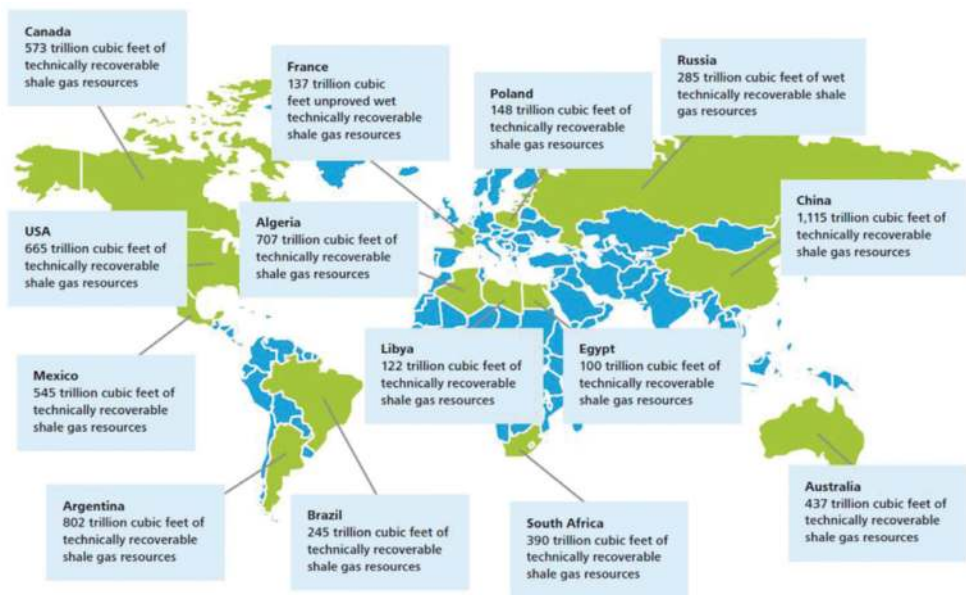 Canada
573 trillion cubic feet of
technically recoverable
shale gas resources
France
137 trillion cubic
feet unproved wet
technically recoverable
shale gas resources
Poland
148 trillion cubic feet of
technically recoverable
shale gas resources
Russia
285 trillion cubic feet of wet
technically recoverable shale
gas resources
USA
665 trillion cubic feet of
technically recoverable
shale gas resources
Algeria
707 trillion cubic feet of
technically recoverable
shale gas resources
China
1,115 trillion cubic feet of
technically recoverable
shale gas resources
Mexico
545 trillion cubic feet of
technically recoverable
shale gas resources
Libya
122 trillion cubic feet of
technically recoverable
shale gas resources
Egypt
100 trillion cubic feet of
technically recoverable
shale gas resources
Argentina
802 trillion cubic feet of
technically recoverable
shale gas resources
Brazil
245 trillion cubic feet of
technically recoverable
shale gas resources
South Africa
390 trillion cubic feet of
technically recoverable
shale gas resources
Australia
437 trillion cubic feet of
technically recoverable
shale gas resources